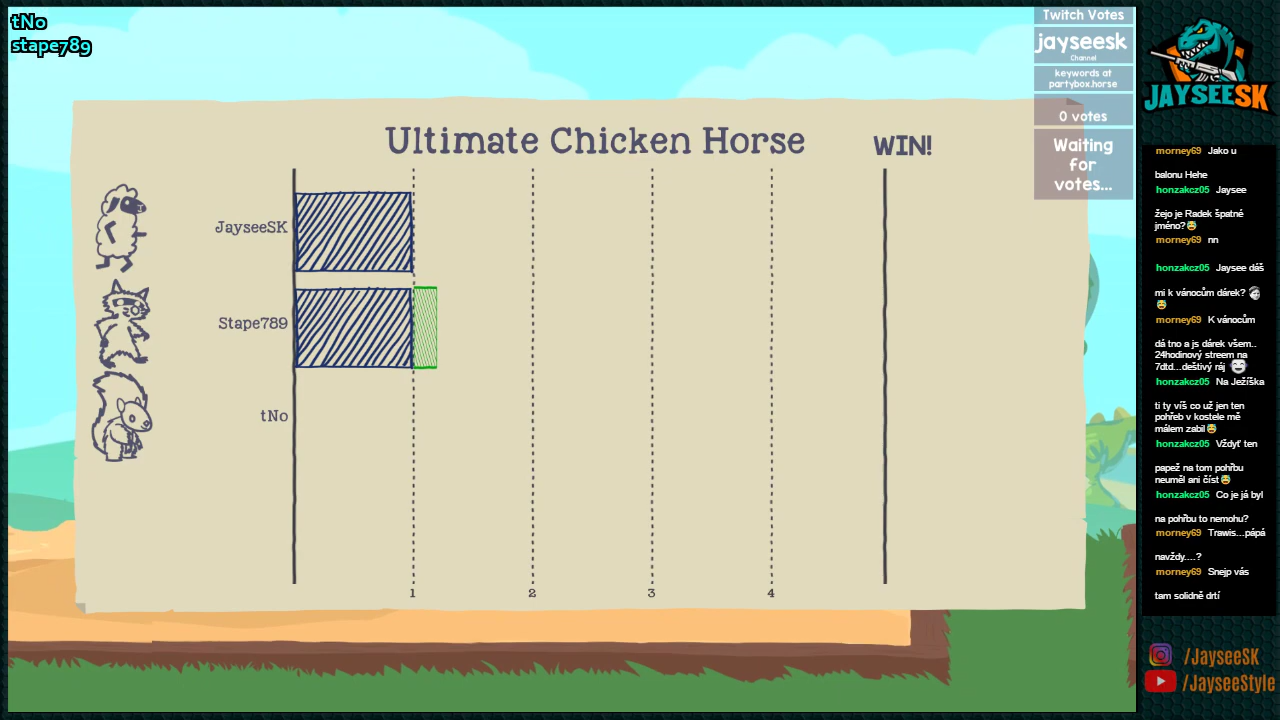 tNo
stape789
Ultimate Chicken Horse
WIN!
JayseeSK
Stape789
tNo
1 2 3 4
Twitch Votes
jayseesk
Channel
keywords at
partybox.horse
0 votes
Waiting
for
votes...
JAYSEESK
morney69 Jako u
balonu Hehe
honzakcz05 Jaysee
žejo je Radek špatné
jméno?
morney69 nn
honzakcz05 Jaysee dáš
mi k vánocům dárek?
morney69 K vánocům
dá tno a js dárek všem..
24hodinový streem na
7dtd...deštivý ráj
honzakcz05 Na Ježíška
ti ty víš co už jen ten
pohřeb v kostele mě
málem zabil
honzakcz05 Vždyť ten
papež na tom pohřbu
neuměl ani číst
honzakcz05 Co je já byl
na pohřbu to nemohu?
morney69 Trawis...pápá
navždy....?
morney69 Snejp vás
tam solidně drtí
/JayseeSK
/JayseeStyle